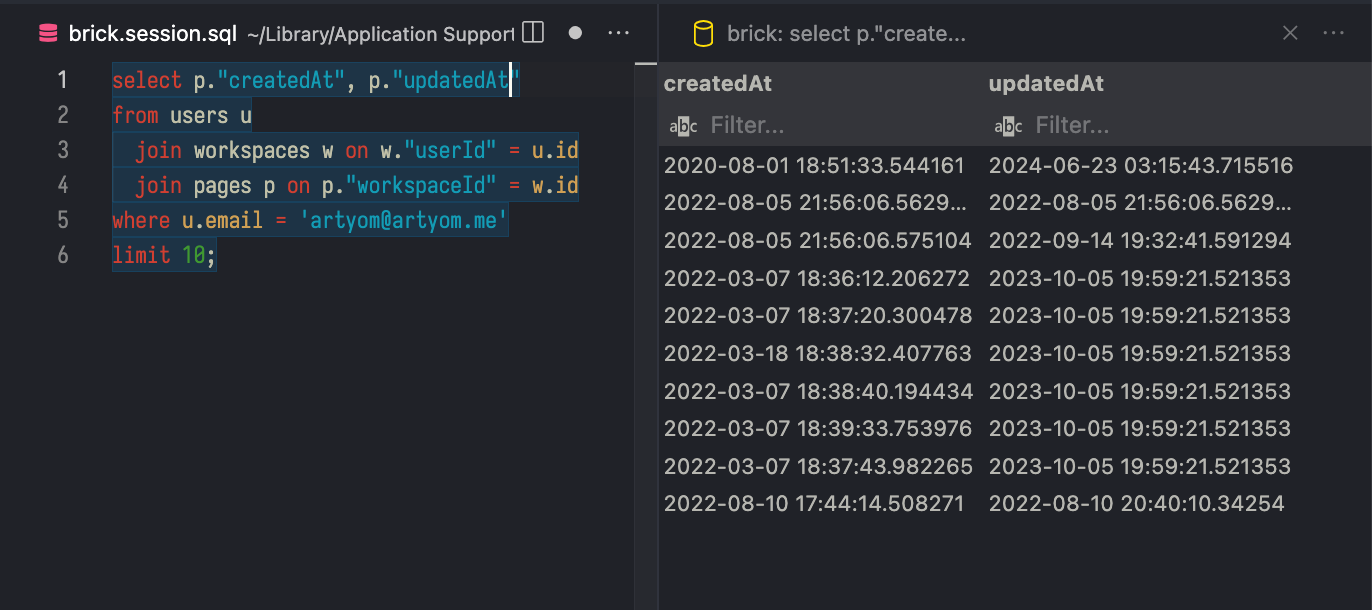 brick.session.sql ~/Library/Application Support
1 select p."createdAt", p."updatedAt"
2 from users u
3 join workspaces w on w."userId" = u.id
4 join pages p on p."workspaceId" = w.id
5 where u.email = 'artyom@artyom.me'
6 limit 10;
brick: select p."create...
createdAt updatedAt
abc Filter... abc Filter...
2020-08-01 18:51:33.544161 2024-06-23 03:15:43.715516
2022-08-05 21:56:06.5629... 2022-08-05 21:56:06.5629...
2022-08-05 21:56:06.575104 2022-09-14 19:32:41.591294
2022-03-07 18:36:12.206272 2023-10-05 19:59:21.521353
2022-03-07 18:37:20.300478 2023-10-05 19:59:21.521353
2022-03-18 18:38:32.407763 2023-10-05 19:59:21.521353
2022-03-07 18:38:40.194434 2023-10-05 19:59:21.521353
2022-03-07 18:39:33.753976 2023-10-05 19:59:21.521353
2022-03-07 18:37:43.982265 2023-10-05 19:59:21.521353
2022-08-10 17:44:14.508271 2022-08-10 20:40:10.34254